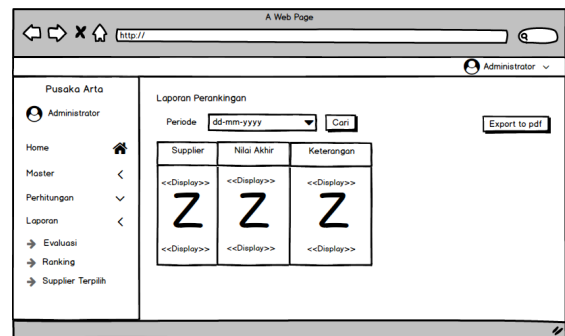 A Web Page
http://
Administrator
Pusaka Arta
Administrator
Home
Master
Perhitungan
Laporan
Evaluasi
Ranking
Supplier Terpilih
Laporan Perankingan
Periode dd-mm-yyyy Cari
Export to pdf
Supplier Nilai Akhir Keterangan
<<Display>> <<Display>> <<Display>>
Z Z Z
<<Display>> <<Display>> <<Display>>